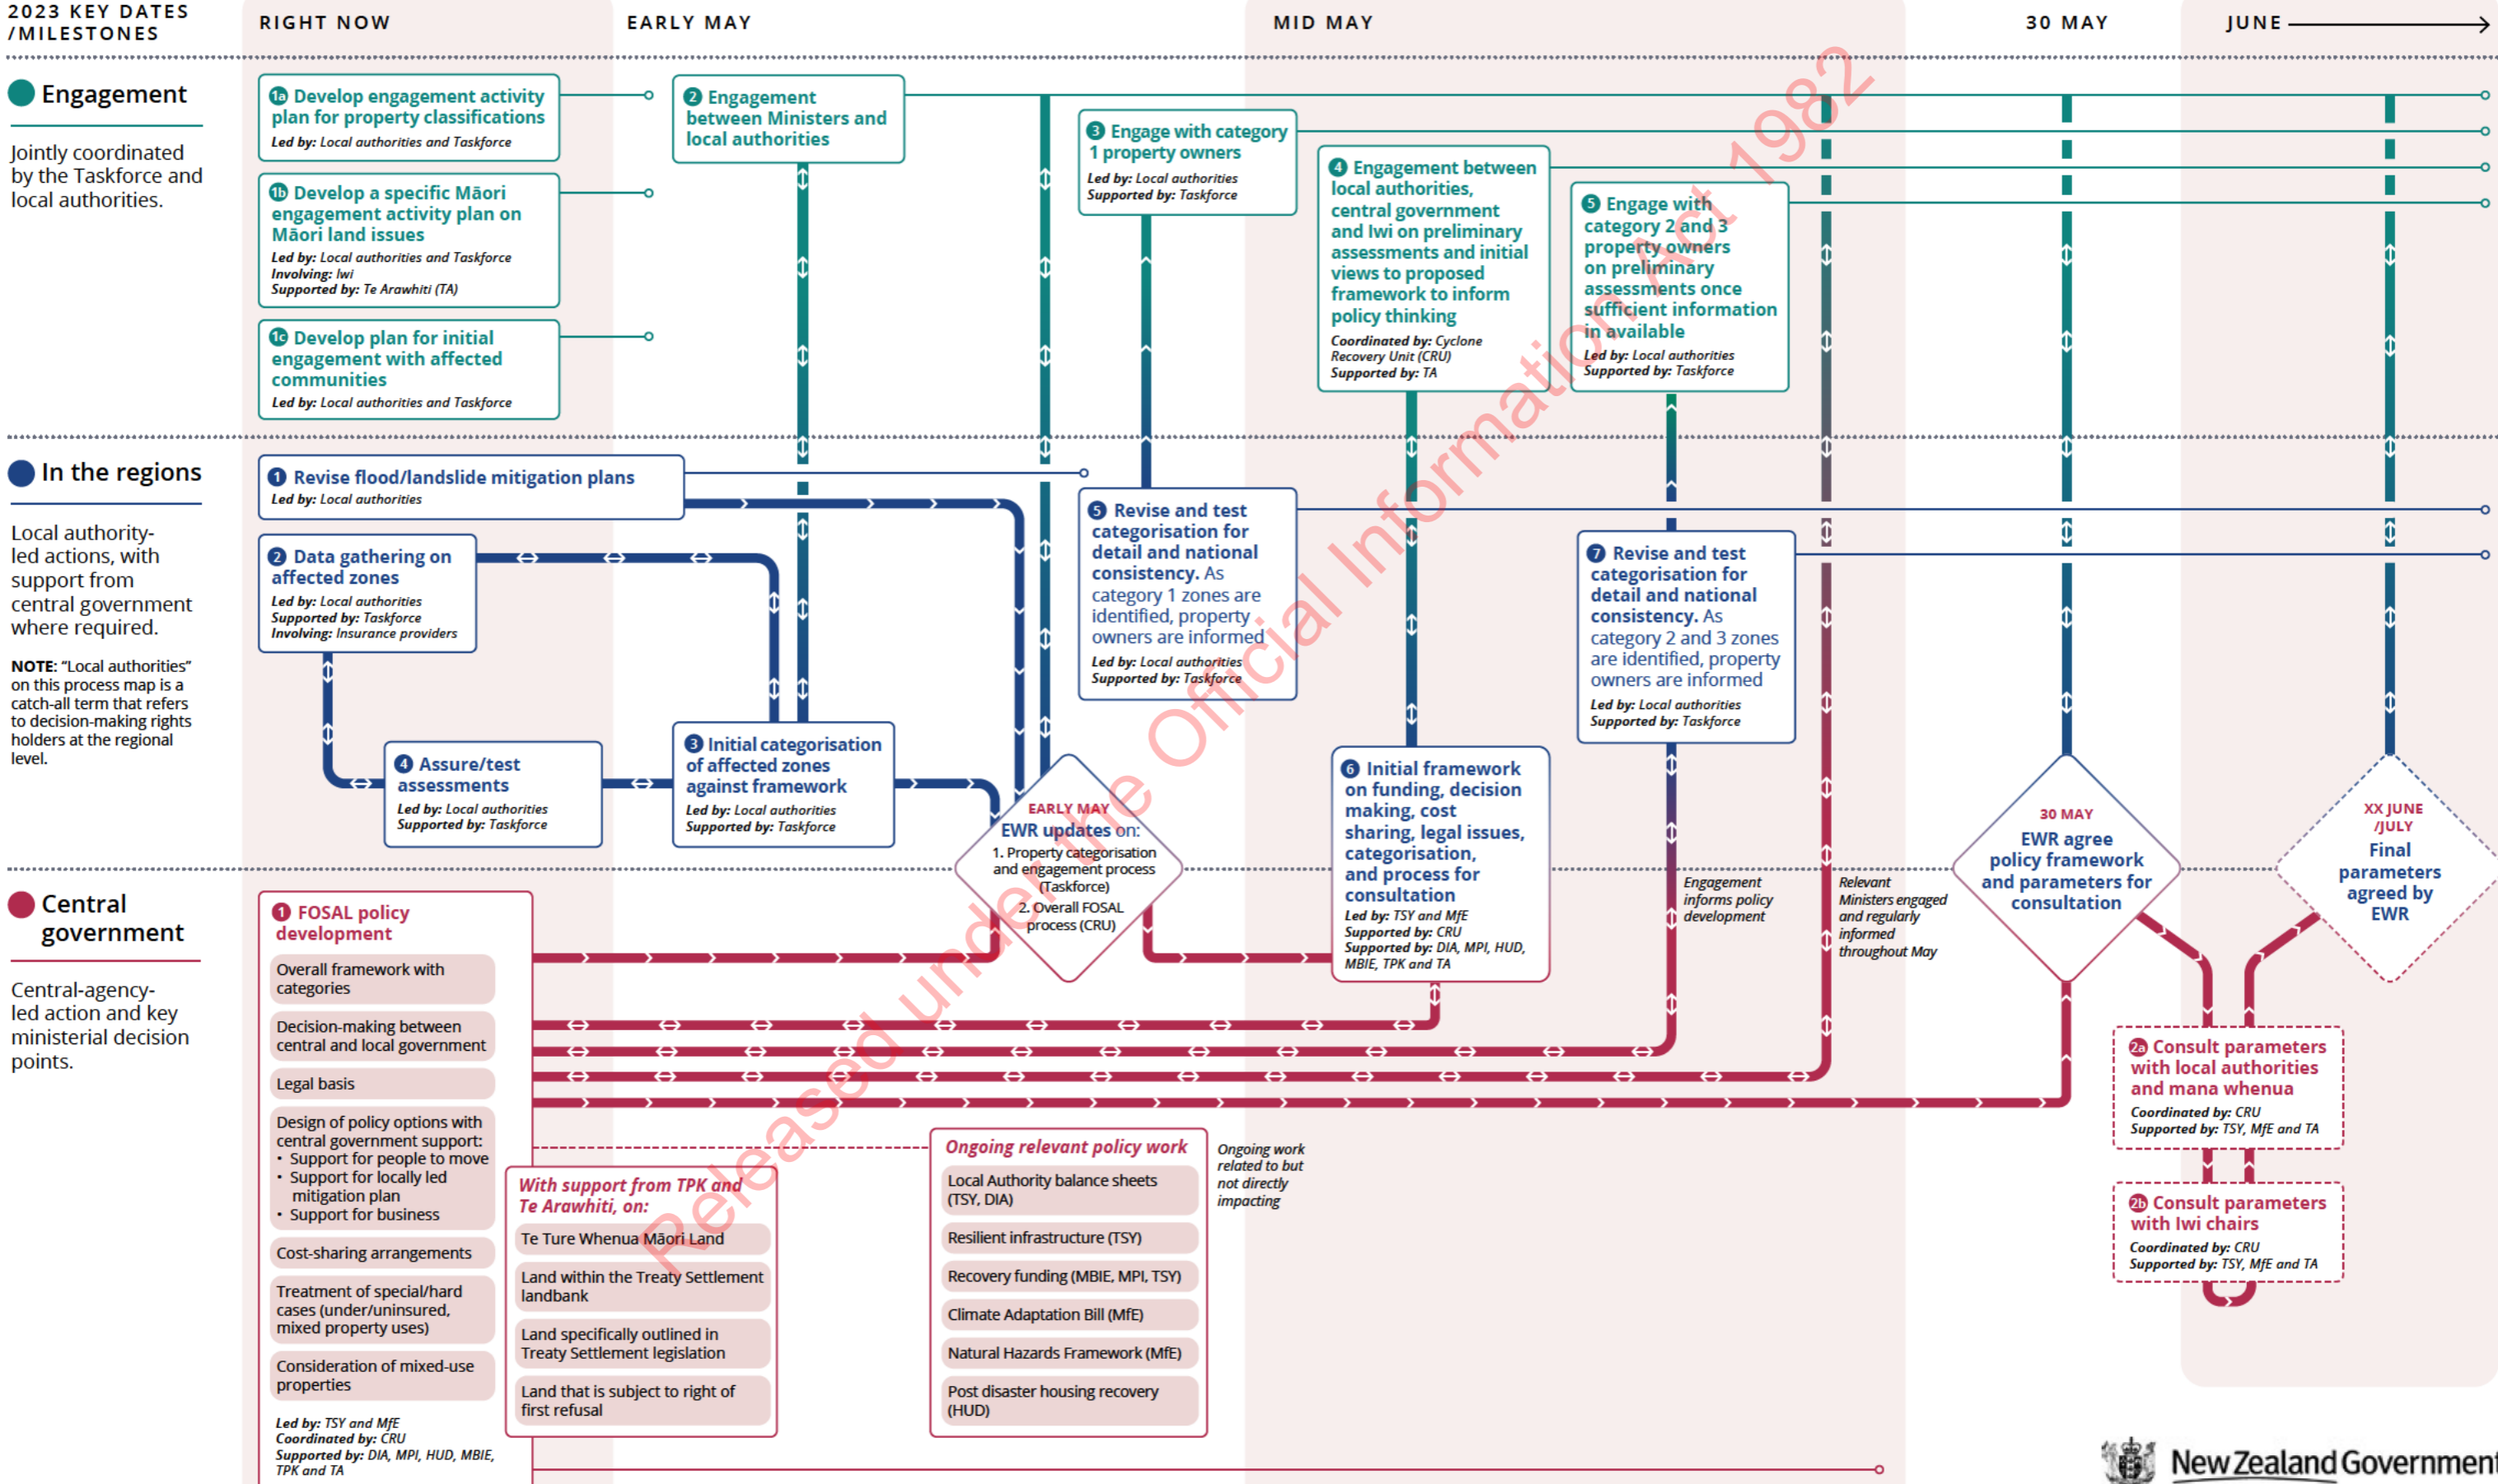 2023 KEY DATES
/MILESTONES
RIGHT NOW
EARLY MAY
MID MAY
30 MAY
JUNE
Engagement
Jointly coordinated
by the Taskforce and
local authorities.
1a Develop engagement activity
plan for property classifications
Led by: Local authorities and Taskforce
1b Develop a specific Māori
engagement activity plan on
Māori land issues
Led by: Local authorities and Taskforce
Involving: Iwi
Supported by: Te Arawhiti (TA)
1c Develop plan for initial
engagement with affected
communities
Led by: Local authorities and Taskforce
2 Engagement
between Ministers and
local authorities
3 Engage with category
1 property owners
Led by: Local authorities
Supported by: Taskforce
4 Engagement between
local authorities,
central government
and Iwi on preliminary
assessments and initial
views to proposed
framework to inform
policy thinking
Coordinated by: Cyclone
Recovery Unit (CRU)
Supported by: TA
5 Engage with
category 2 and 3
property owners
on preliminary
assessments once
sufficient information
in available
Led by: Local authorities
Supported by: Taskforce
In the regions
Local authority-
led actions, with
support from
central government
where required.
NOTE: "Local authorities"
on this process map is a
catch-all term that refers
to decision-making rights
holders at the regional
level.
1 Revise flood/landslide mitigation plans
Led by: Local authorities
2 Data gathering on
affected zones
Led by: Local authorities
Supported by: Taskforce
Involving: Insurance providers
4 Assure/test
assessments
Led by: Local authorities
Supported by: Taskforce
3 Initial categorisation
of affected zones
against framework
Led by: Local authorities
Supported by: Taskforce
EARLY MAY
EWR updates on:
1. Property categorisation
and engagement process
(Taskforce)
2. Overall FOSAL
process (CRU)
5 Revise and test
categorisation for
detail and national
consistency. As
category 1 zones are
identified, property
owners are informed
Led by: Local authorities
Supported by: Taskforce
6 Initial framework
on funding, decision
making, cost
sharing, legal issues,
categorisation,
and process for
consultation
Led by: TSY and MfE
Supported by: CRU
Supported by: DIA, MPI, HUD,
MBIE, TPK and TA
7 Revise and test
categorisation for
detail and national
consistency. As
category 2 and 3 zones
are identified, property
owners are informed
Led by: Local authorities
Supported by: Taskforce
Engagement
informs policy
development
Relevant
Ministers engaged
and regularly
informed
throughout May
30 MAY
EWR agree
policy framework
and parameters for
consultation
XX JUNE
/JULY
Final
parameters
agreed by
EWR
Central
government
Central-agency-
led action and key
ministerial decision
points.
1 FOSAL policy
development
Overall framework with
categories
Decision-making between
central and local government
Legal basis
Design of policy options with
central government support:
• Support for people to move
• Support for locally led
mitigation plan
• Support for business
Cost-sharing arrangements
Treatment of special/hard
cases (under/uninsured,
mixed property uses)
Consideration of mixed-use
properties
Led by: TSY and MfE
Coordinated by: CRU
Supported by: DIA, MPI, HUD, MBIE,
TPK and TA
With support from TPK and
Te Arawhiti, on:
Te Ture Whenua Māori Land
Land within the Treaty Settlement
landbank
Land specifically outlined in
Treaty Settlement legislation
Land that is subject to right of
first refusal
Ongoing relevant policy work
Local Authority balance sheets
(TSY, DIA)
Resilient infrastructure (TSY)
Recovery funding (MBIE, MPI, TSY)
Climate Adaptation Bill (MfE)
Natural Hazards Framework (MfE)
Post disaster housing recovery
(HUD)
Ongoing work
related to but
not directly
impacting
2a Consult parameters
with local authorities
and mana whenua
Coordinated by: CRU
Supported by: TSY, MfE and TA
2b Consult parameters
with Iwi chairs
Coordinated by: CRU
Supported by: TSY, MfE and TA
Released under the Official Information Act 1982
New Zealand Government